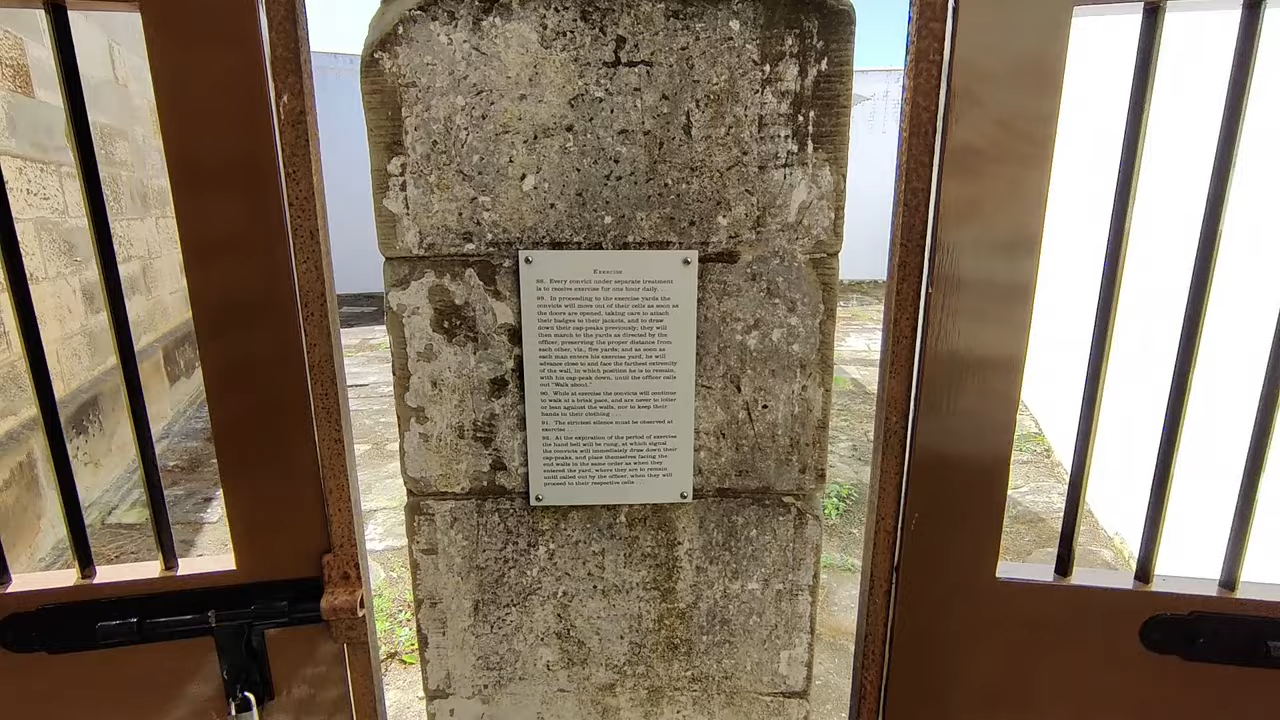 Exercise
88. Every convict under separate treatment
is to receive exercise for one hour daily. . .
89. In proceeding to the exercise yards the
convicts will move out of their cells as soon as
the doors are opened, taking care to attach
their badges to their jackets, and to draw
down their cap-peaks previously; they will
then march to the yards as directed by the
officer, preserving the proper distance from
each other, viz., five yards; and as soon as
each man enters his exercise yard, he will
advance close to and face the farthest extremity
of the wall, in which position he is to remain,
with his cap-peak down, until the officer calls
out "Walk about."
90. While at exercise the convicts will continue
to walk at a brisk pace, and are never to loiter
or lean against the walls, nor to keep their
hands in their clothing . . .
91. The strictest silence must be observed at
exercise . . .
92. At the expiration of the period of exercise
the hand bell will be rung, at which signal
the convicts will immediately draw down their
cap-peaks, and place themselves facing the
end walls in the same order as when they
entered the yard, where they are to remain
until called out by the officer, when they will
proceed to their respective cells . . .